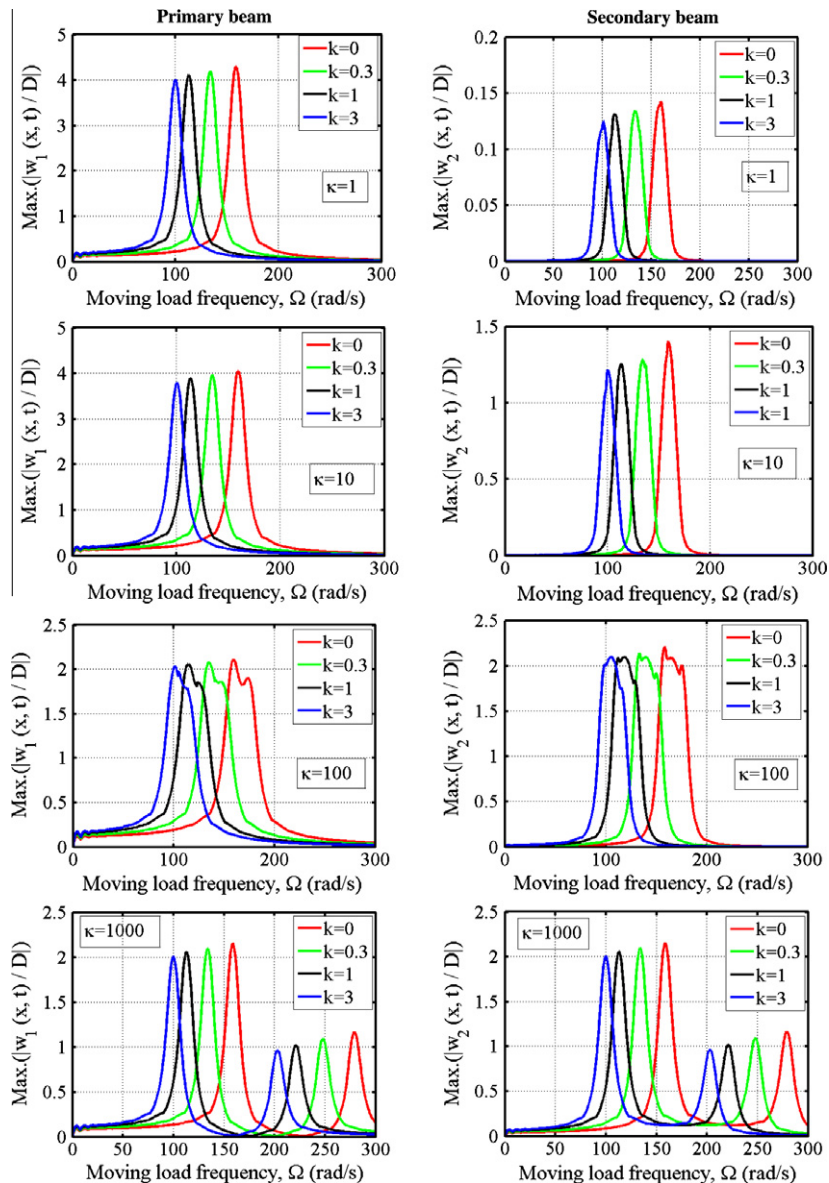 Primary beam
Secondary beam
Max.(|w1 (x, t) / D|
5
4
3
2
1
0
k=0
k=0.3
k=1
k=3
κ=1
0 100 200 300
Moving load frequency, Ω (rad/s)
Max.(|w2 (x, t) / D|
0.2
0.15
0.1
0.05
0
k=0
k=0.3
k=1
k=3
κ=1
0 50 100 150 200 250 300
Moving load frequency, Ω (rad/s)
Max.(|w1 (x, t) / D|
5
4
3
2
1
0
k=0
k=0.3
k=1
k=3
κ=10
0 100 200 300
Moving load frequency, Ω (rad/s)
Max.(|w2 (x, t) / D|
1.5
1
0.5
0
k=0
k=0.3
k=1
k=1
κ=10
0 50 100 150 200 250 300
Moving load frequency, Ω (rad/s)
Max.(|w1 (x, t) / D|
2.5
2
1.5
1
0.5
0
k=0
k=0.3
k=1
k=3
κ=100
0 100 200 300
Moving load frequency, Ω (rad/s)
Max.(|w2 (x, t) / D|
2.5
2
1.5
1
0.5
0
k=0
k=0.3
k=1
k=3
κ=100
0 100 200 300
Moving load frequency, Ω (rad/s)
Max.(|w1 (x, t) / D|
2.5
2
1.5
1
0.5
0
κ=1000
k=0
k=0.3
k=1
k=3
0 50 100 150 200 250 300
Moving load frequency, Ω (rad/s)
Max.(|w2 (x, t) / D|
2.5
2
1.5
1
0.5
0
κ=1000
k=0
k=0.3
k=1
k=3
0 50 100 150 200 250 300
Moving load frequency, Ω (rad/s)